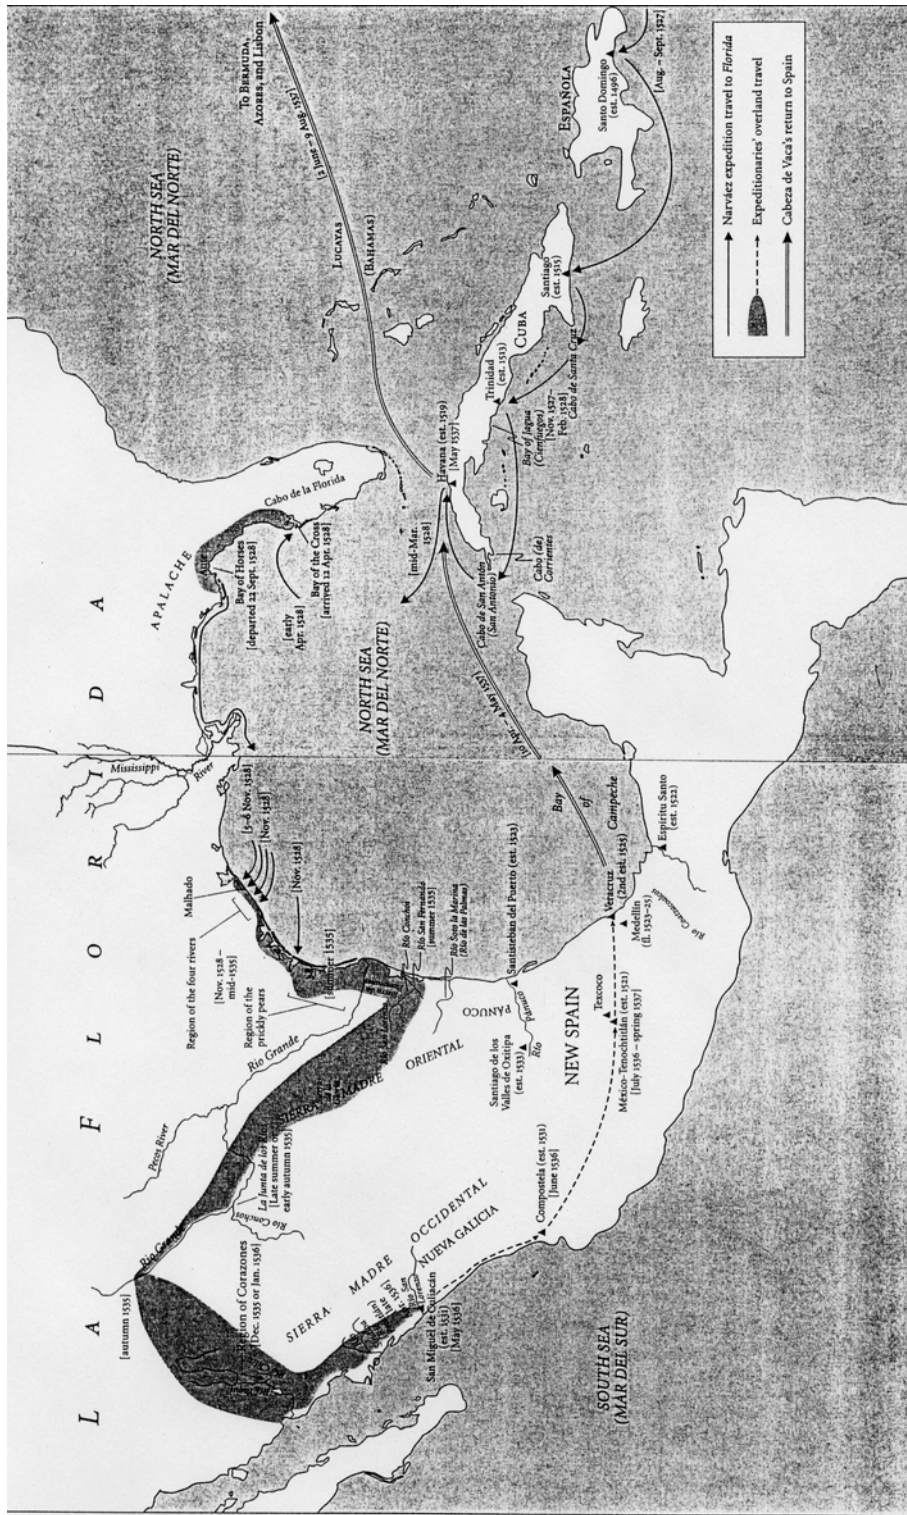 L A F L O R I D A
[autumn 1535]
Rio Grande
Pecos River
Rio Grande
Region of Corazones
[Dec. 1535 or Jan. 1536]
La Junta de los Ríos
[Late summer or
early autumn 1535]
Río Conchos
SIERRA MADRE OCCIDENTAL
SIERRA MADRE ORIENTAL
Region of the four rivers
[Nov. 1528 –
mid-1535]
Region of the
prickly pears
Malhado
[5–6 Nov. 1528]
[Nov. 1528]
[Nov. 1528]
[summer 1535]
Río Conchos
Río San Fernando
[summer 1535]
Río Soto la Marina
(Río de las Palmas)
Mississippi
River
APALACHE
Aute
Bay of Horses
[departed 22 Sept. 1528]
[early
Apr. 1528]
Bay of the Cross
[arrived 12 Apr. 1528]
Cabo de la Florida
NORTH SEA
(MAR DEL NORTE)
NORTH SEA
(MAR DEL NORTE)
TO BERMUDA,
AZORES, AND LISBON
[2 June – 9 Aug. 1537]
LUCAYAS
(BAHAMAS)
[mid-Mar.
1528]
Havana (est. 1519)
[May 1537]
CUBA
Trinidad
(est. 1513)
Santiago
(est. 1515)
Bay of Jagua
(Cienfuegos)
[Nov. 1527–
Feb. 1528]
Cabo de Santa Cruz
Cabo de San Antón
(San Antonio)
Cabo (de)
Corrientes
ESPAÑOLA
Santo Domingo
(est. 1496)
[Aug. – Sept. 1527]
[10 Apr. – 4 May 1537]
Bay
of
Campeche
Espíritu Santo
(est. 1522)
Veracruz
(2nd est. 1525)
Medellín
(fl. 1523–25)
Santisteban del Puerto (est. 1523)
PÁNUCO
Río Pánuco
Santiago de los
Valles de Oxitipa
(est. 1533)
NEW SPAIN
Texcoco
México-Tenochtitlán (est. 1521)
[July 1536 – spring 1537]
Compostela (est. 1531)
[June 1536]
NUEVA GALICIA
Río San
Lorenzo
San Miguel de Culiacán
(est. 1531)
[May 1536]
SOUTH SEA
(MAR DEL SUR)
Narváez expedition travel to Florida
Expeditionaries' overland travel
Cabeza de Vaca's return to Spain